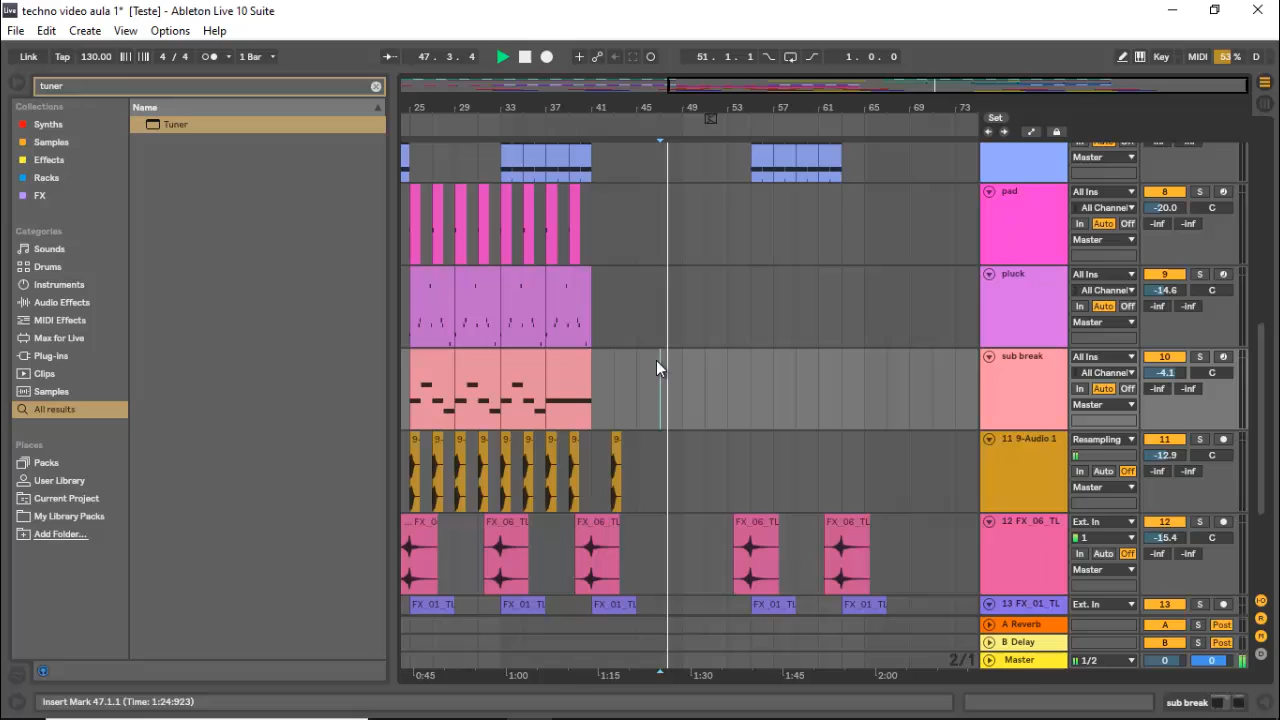 techno video aula 1* [Teste] - Ableton Live 10 Suite
File Edit Create View Options Help
Link Tap 130.00 4 / 4 1 Bar 47. 3. 4 51. 1. 1 1. 0. 0 Key MIDI 53 % D
tuner
Collections
Synths
Samples
Effects
Racks
FX
Categories
Sounds
Drums
Instruments
Audio Effects
MIDI Effects
Max for Live
Plug-ins
Clips
Samples
All results
Places
Packs
User Library
Current Project
My Library Packs
Add Folder...
Name
Tuner
25 29 33 37 41 45 49 53 57 61 65 69 73
Set
Master
pad All Ins 8 S
All Channel -20.0 C
In Auto Off -inf -inf
Master
pluck All Ins 9 S
All Channel -14.6 C
In Auto Off -inf -inf
Master
sub break All Ins 10 S
All Channel -4.1 C
In Auto Off -inf -inf
Master
9- 9- 9- 9- 9- 9- 9- 9- 9- 11 9-Audio 1 Resampling 11 S
-12.9 C
In Auto Off -inf -inf
Master
... FX_0 FX_06_TL FX_06_TL FX_06_TL FX_06_TL 12 FX_06_TL Ext. In 12 S
1 -15.4 C
In Auto Off -inf -inf
Master
FX_01_TL FX_01_TL FX_01_TL FX_01_TL FX_01_TL 13 FX_01_TL Ext. In 13 S
A Reverb A S Post
B Delay B S Post
2/1 Master 1/2 0 0
0:45 1:00 1:15 1:30 1:45 2:00
Insert Mark 47.1.1 (Time: 1:24:923)
sub break